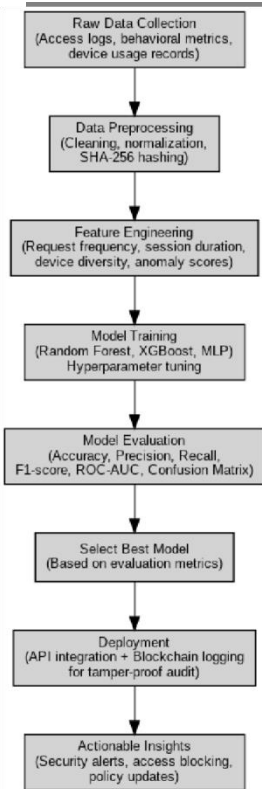 Raw Data Collection
(Access logs, behavioral metrics,
device usage records)
Data Preprocessing
(Cleaning, normalization,
SHA-256 hashing)
Feature Engineering
(Request frequency, session duration,
device diversity, anomaly scores)
Model Training
(Random Forest, XGBoost, MLP)
Hyperparameter tuning
Model Evaluation
(Accuracy, Precision, Recall,
F1-score, ROC-AUC, Confusion Matrix)
Select Best Model
(Based on evaluation metrics)
Deployment
(API integration + Blockchain logging
for tamper-proof audit)
Actionable Insights
(Security alerts, access blocking,
policy updates)